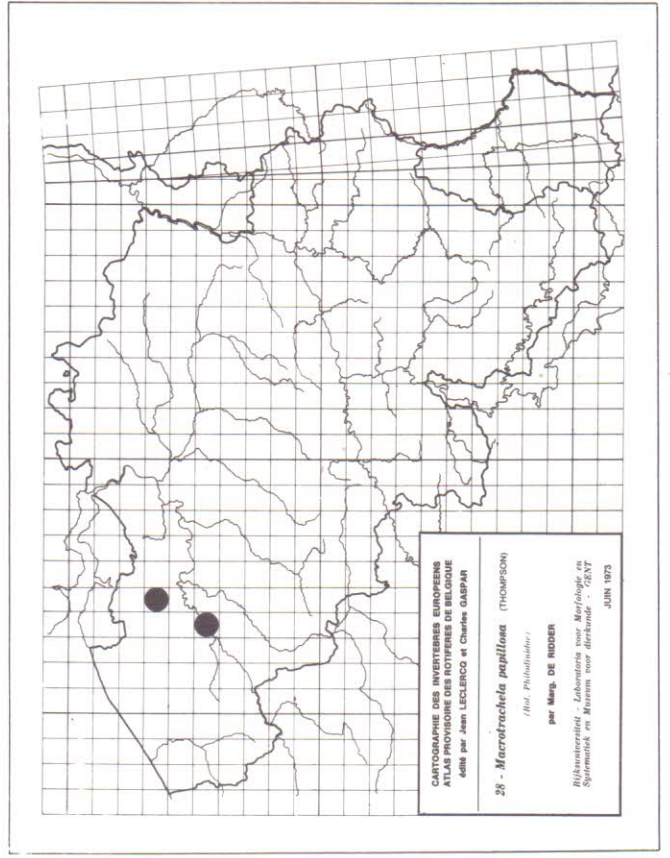 CARTOGRAPHIE DES INVERTEBRES EUROPEENS
ATLAS PROVISOIRE DES ROTIFERES DE BELGIQUE
édité par Jean LECLERCQ et Charles GASPAR
28 - Macrotrachela papillosa (THOMPSON)
(Rot. Philodinidae)
par Marg. DE RIDDER
Rijksuniversiteit - Laboratoria voor Morfologie en
Systematiek en Museum voor dierkunde - GENT
JUIN 1973